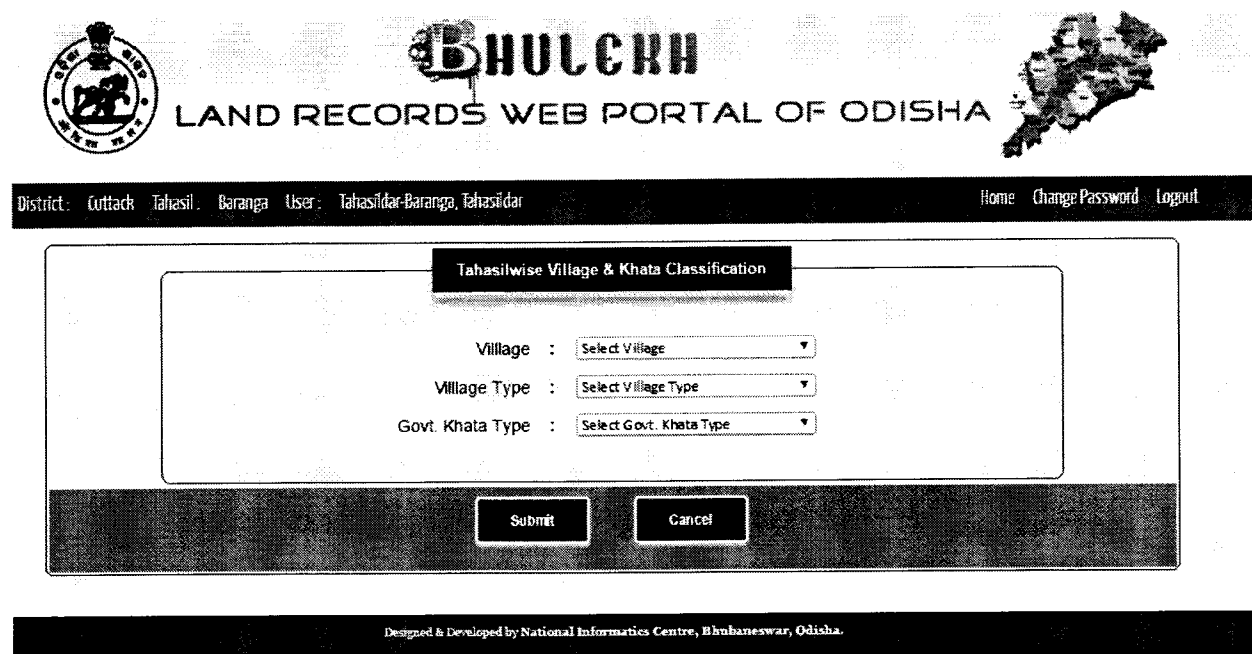 BHULEKH
LAND RECORDS WEB PORTAL OF ODISHA
District : Cuttack Tahasil : Baranga User : Tahasildar-Baranga, Tahasildar Home Change Password Logout
Tahasilwise Village & Khata Classification
Villlage : Select Village
Villlage Type : Select Village Type
Govt. Khata Type : Select Govt. Khata Type
Submit Cancel
Designed & Developed by National Informatics Centre, Bhubaneswar, Odisha.